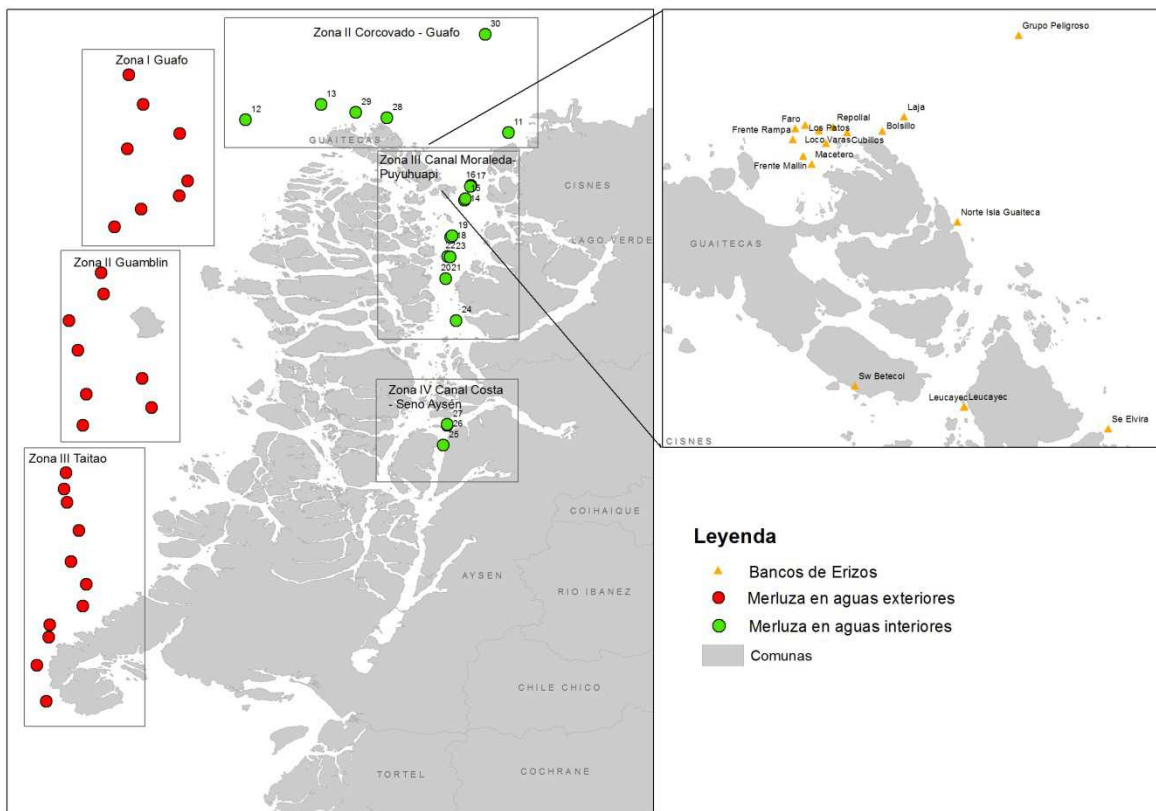 Zona I Guafo
Zona II Corcovado - Guafo
30
13
29
28
12
11
GUAITECAS
Zona III Canal Moraleda-
Puyuhuapi
16
17
15
14
19
18
22
23
20
21
24
CISNES
LAGO VERDE
Zona II Guamblin
Zona IV Canal Costa
- Seno Aysén
27
26
25
Zona III Taitao
COIHAIQUE
AYSEN
RIO IBANEZ
CHILE CHICO
TORTEL
COCHRANE
Grupo Peligroso
Laja
Faro
Repollal
Los Patos
Bolsillo
Frente Rampa
Loco Varas
Cubillos
Macetero
Frente Mallin
Norte Isla Guaiteca
GUAITECAS
Sw Betecoi
Leucayec
Leucayec
Se Elvira
CISNES
Leyenda
Bancos de Erizos
Merluza en aguas exteriores
Merluza en aguas interiores
Comunas